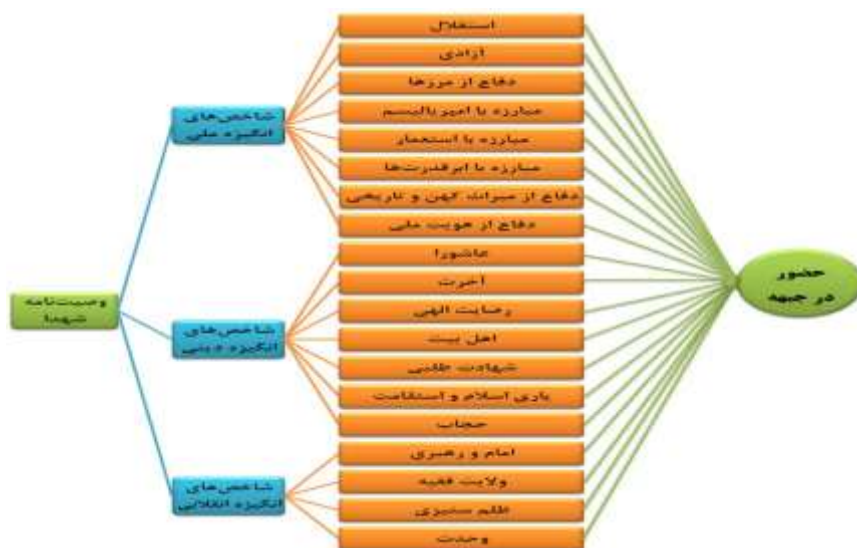 حضور
در جبهه
استقلال
آزادی
دفاع از مرزها
مبارزه با امپریالیسم
مبارزه با استعمار
مبارزه با ابرقدرت‌ها
دفاع از میراث کهن و تاریخی
دفاع از هویت ملی
عاشورا
آخرت
رضایت الهی
اهل بیت
شهادت طلبی
یاری اسلام و استقامت
حجاب
امام و رهبری
ولایت فقیه
ظلم ستیزی
وحدت
شاخص‌های
انگیزه ملی
شاخص‌های
انگیزه دینی
شاخص‌های
انگیزه انقلابی
وصیت‌نامه
شهدا